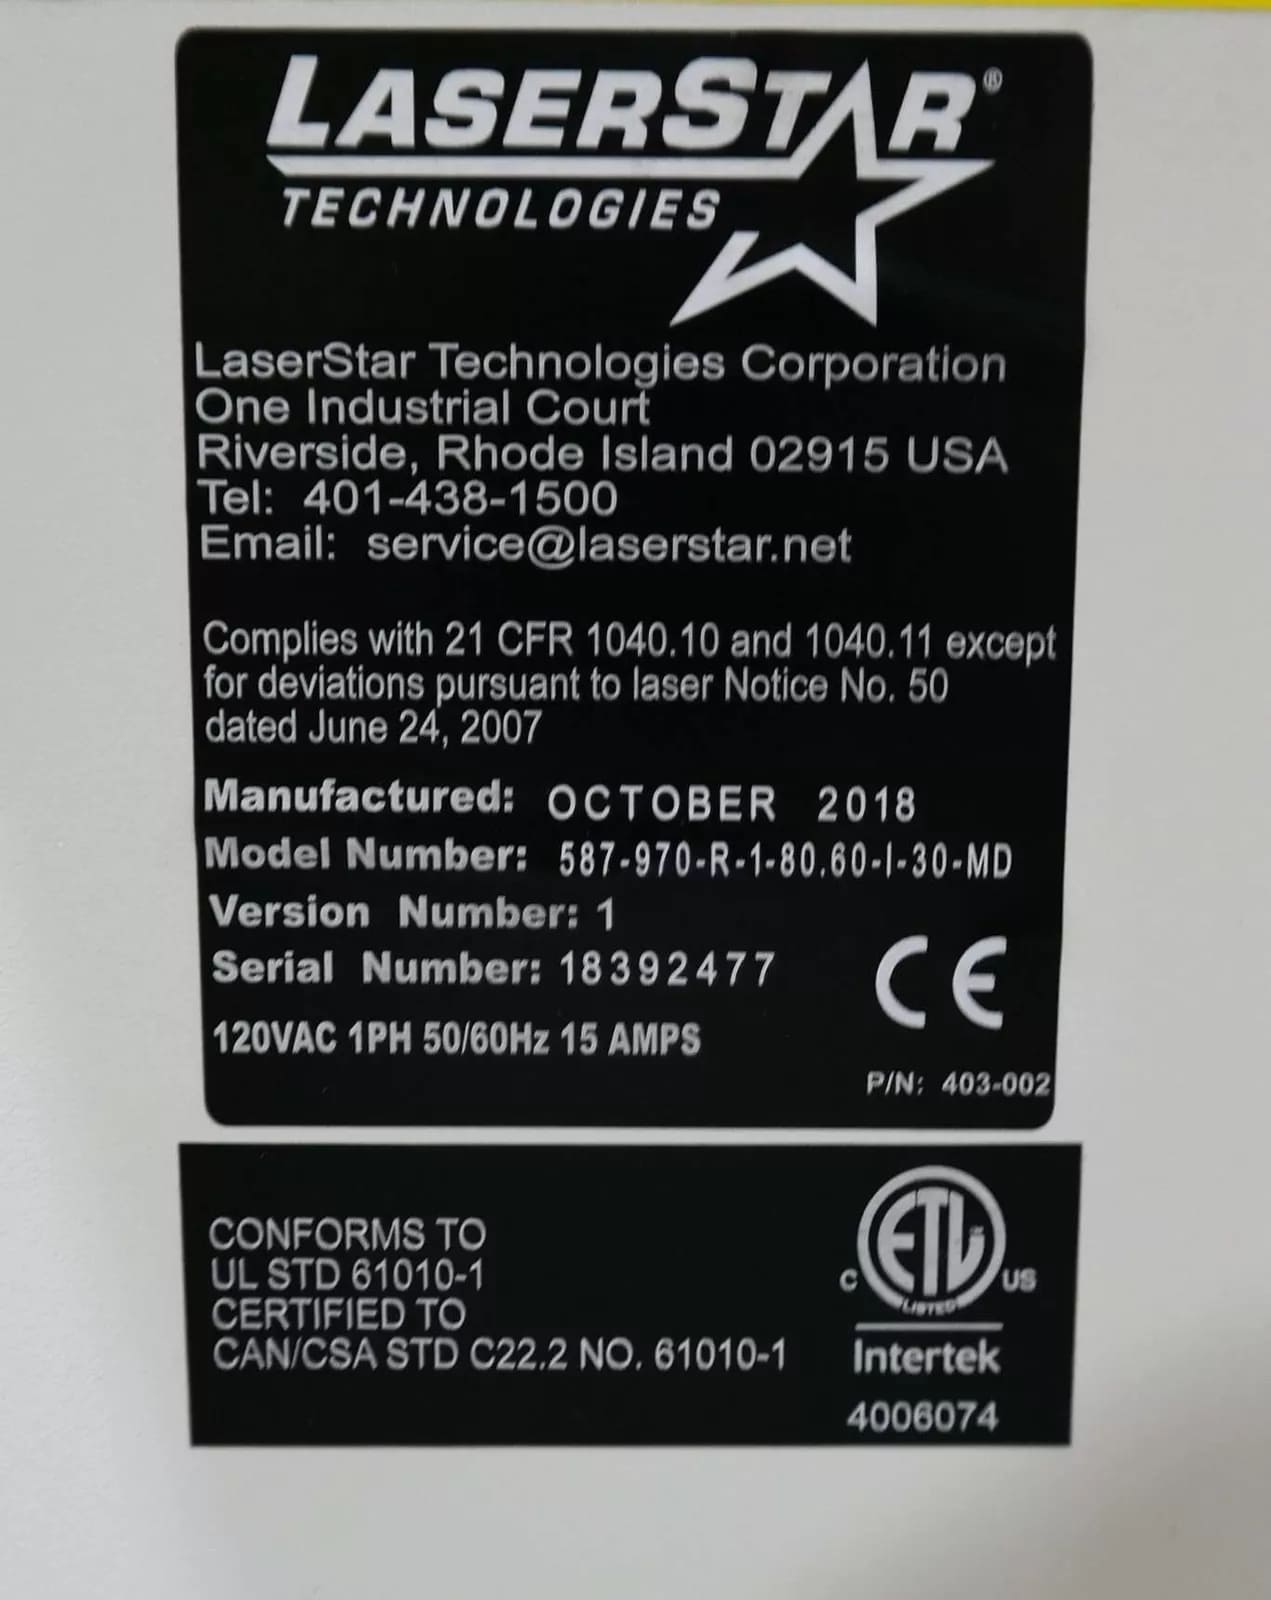 LASERSTAR®
TECHNOLOGIES
LaserStar Technologies Corporation
One Industrial Court
Riverside, Rhode Island 02915 USA
Tel: 401-438-1500
Email: service@laserstar.net
Complies with 21 CFR 1040.10 and 1040.11 except
for deviations pursuant to laser Notice No. 50
dated June 24, 2007
Manufactured: OCTOBER 2018
Model Number: 587-970-R-1-80.60-I-30-MD
Version Number: 1
Serial Number: 18392477
CE
120VAC 1PH 50/60Hz 15 AMPS
P/N: 403-002
CONFORMS TO
UL STD 61010-1
CERTIFIED TO
CAN/CSA STD C22.2 NO. 61010-1
ETL
C US
LISTED
Intertek
4006074